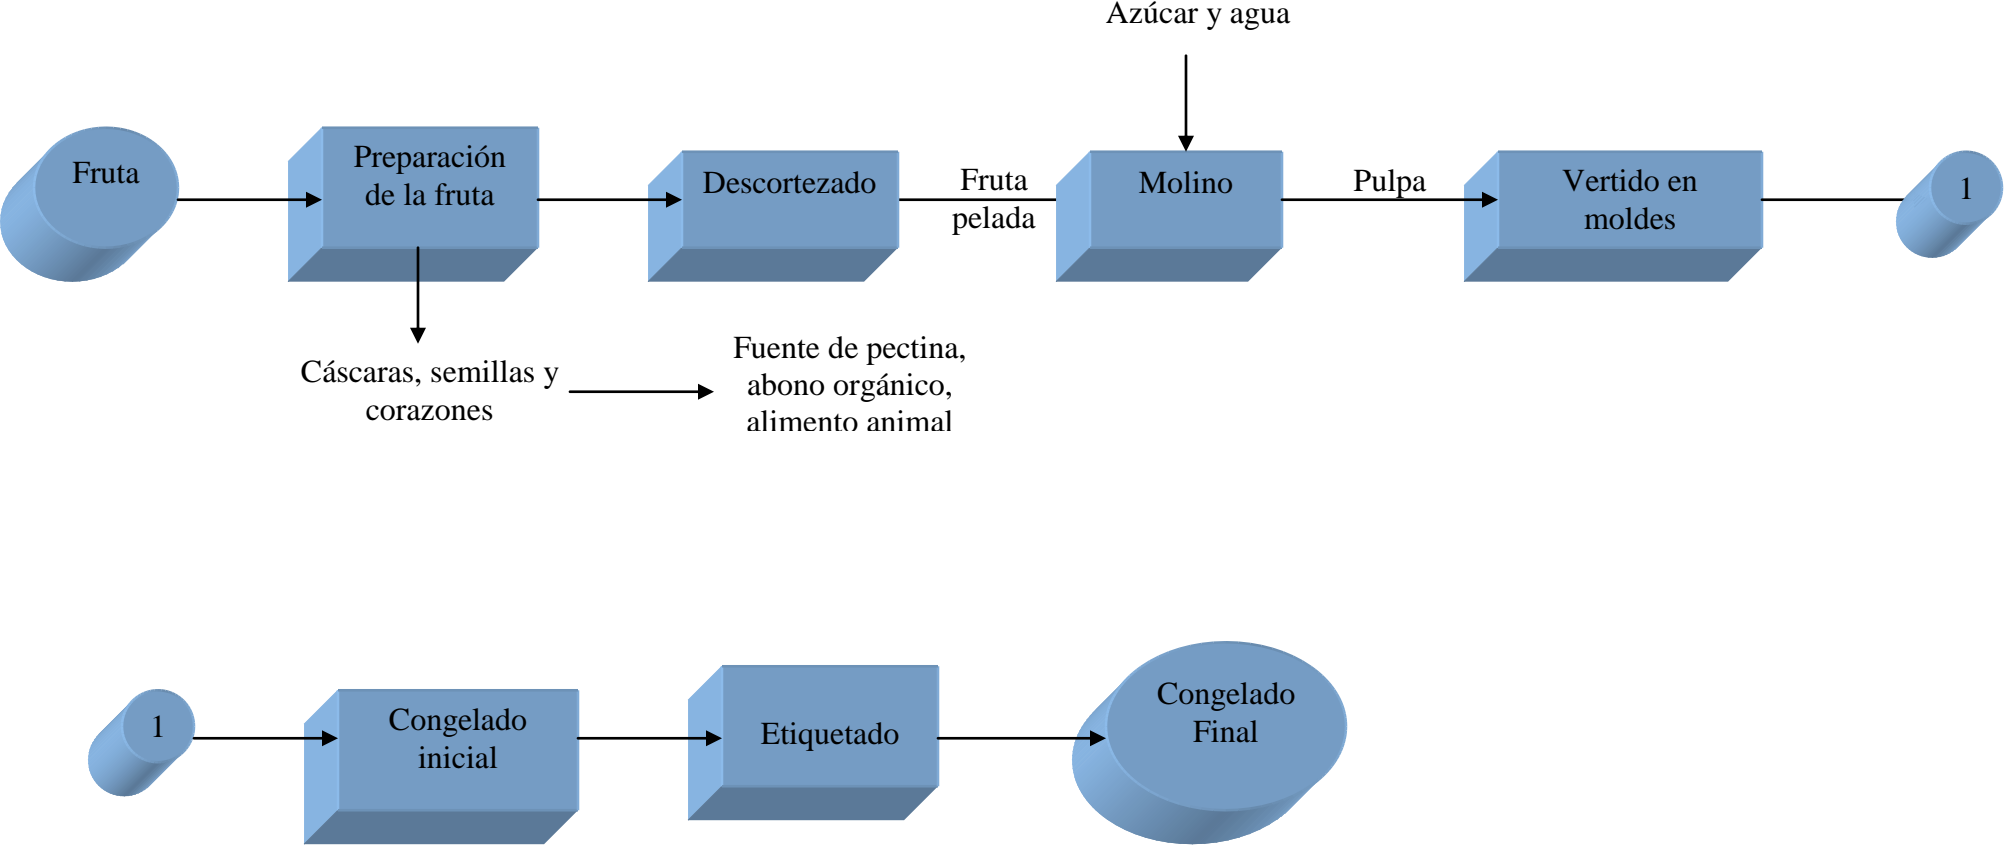 Azúcar y agua
Fruta
Preparación
de la fruta
Descortezado
Fruta
pelada
Molino
Pulpa
Vertido en
moldes
1
Cáscaras, semillas y
corazones
Fuente de pectina,
abono orgánico,
alimento animal
1
Congelado
inicial
Etiquetado
Congelado
Final